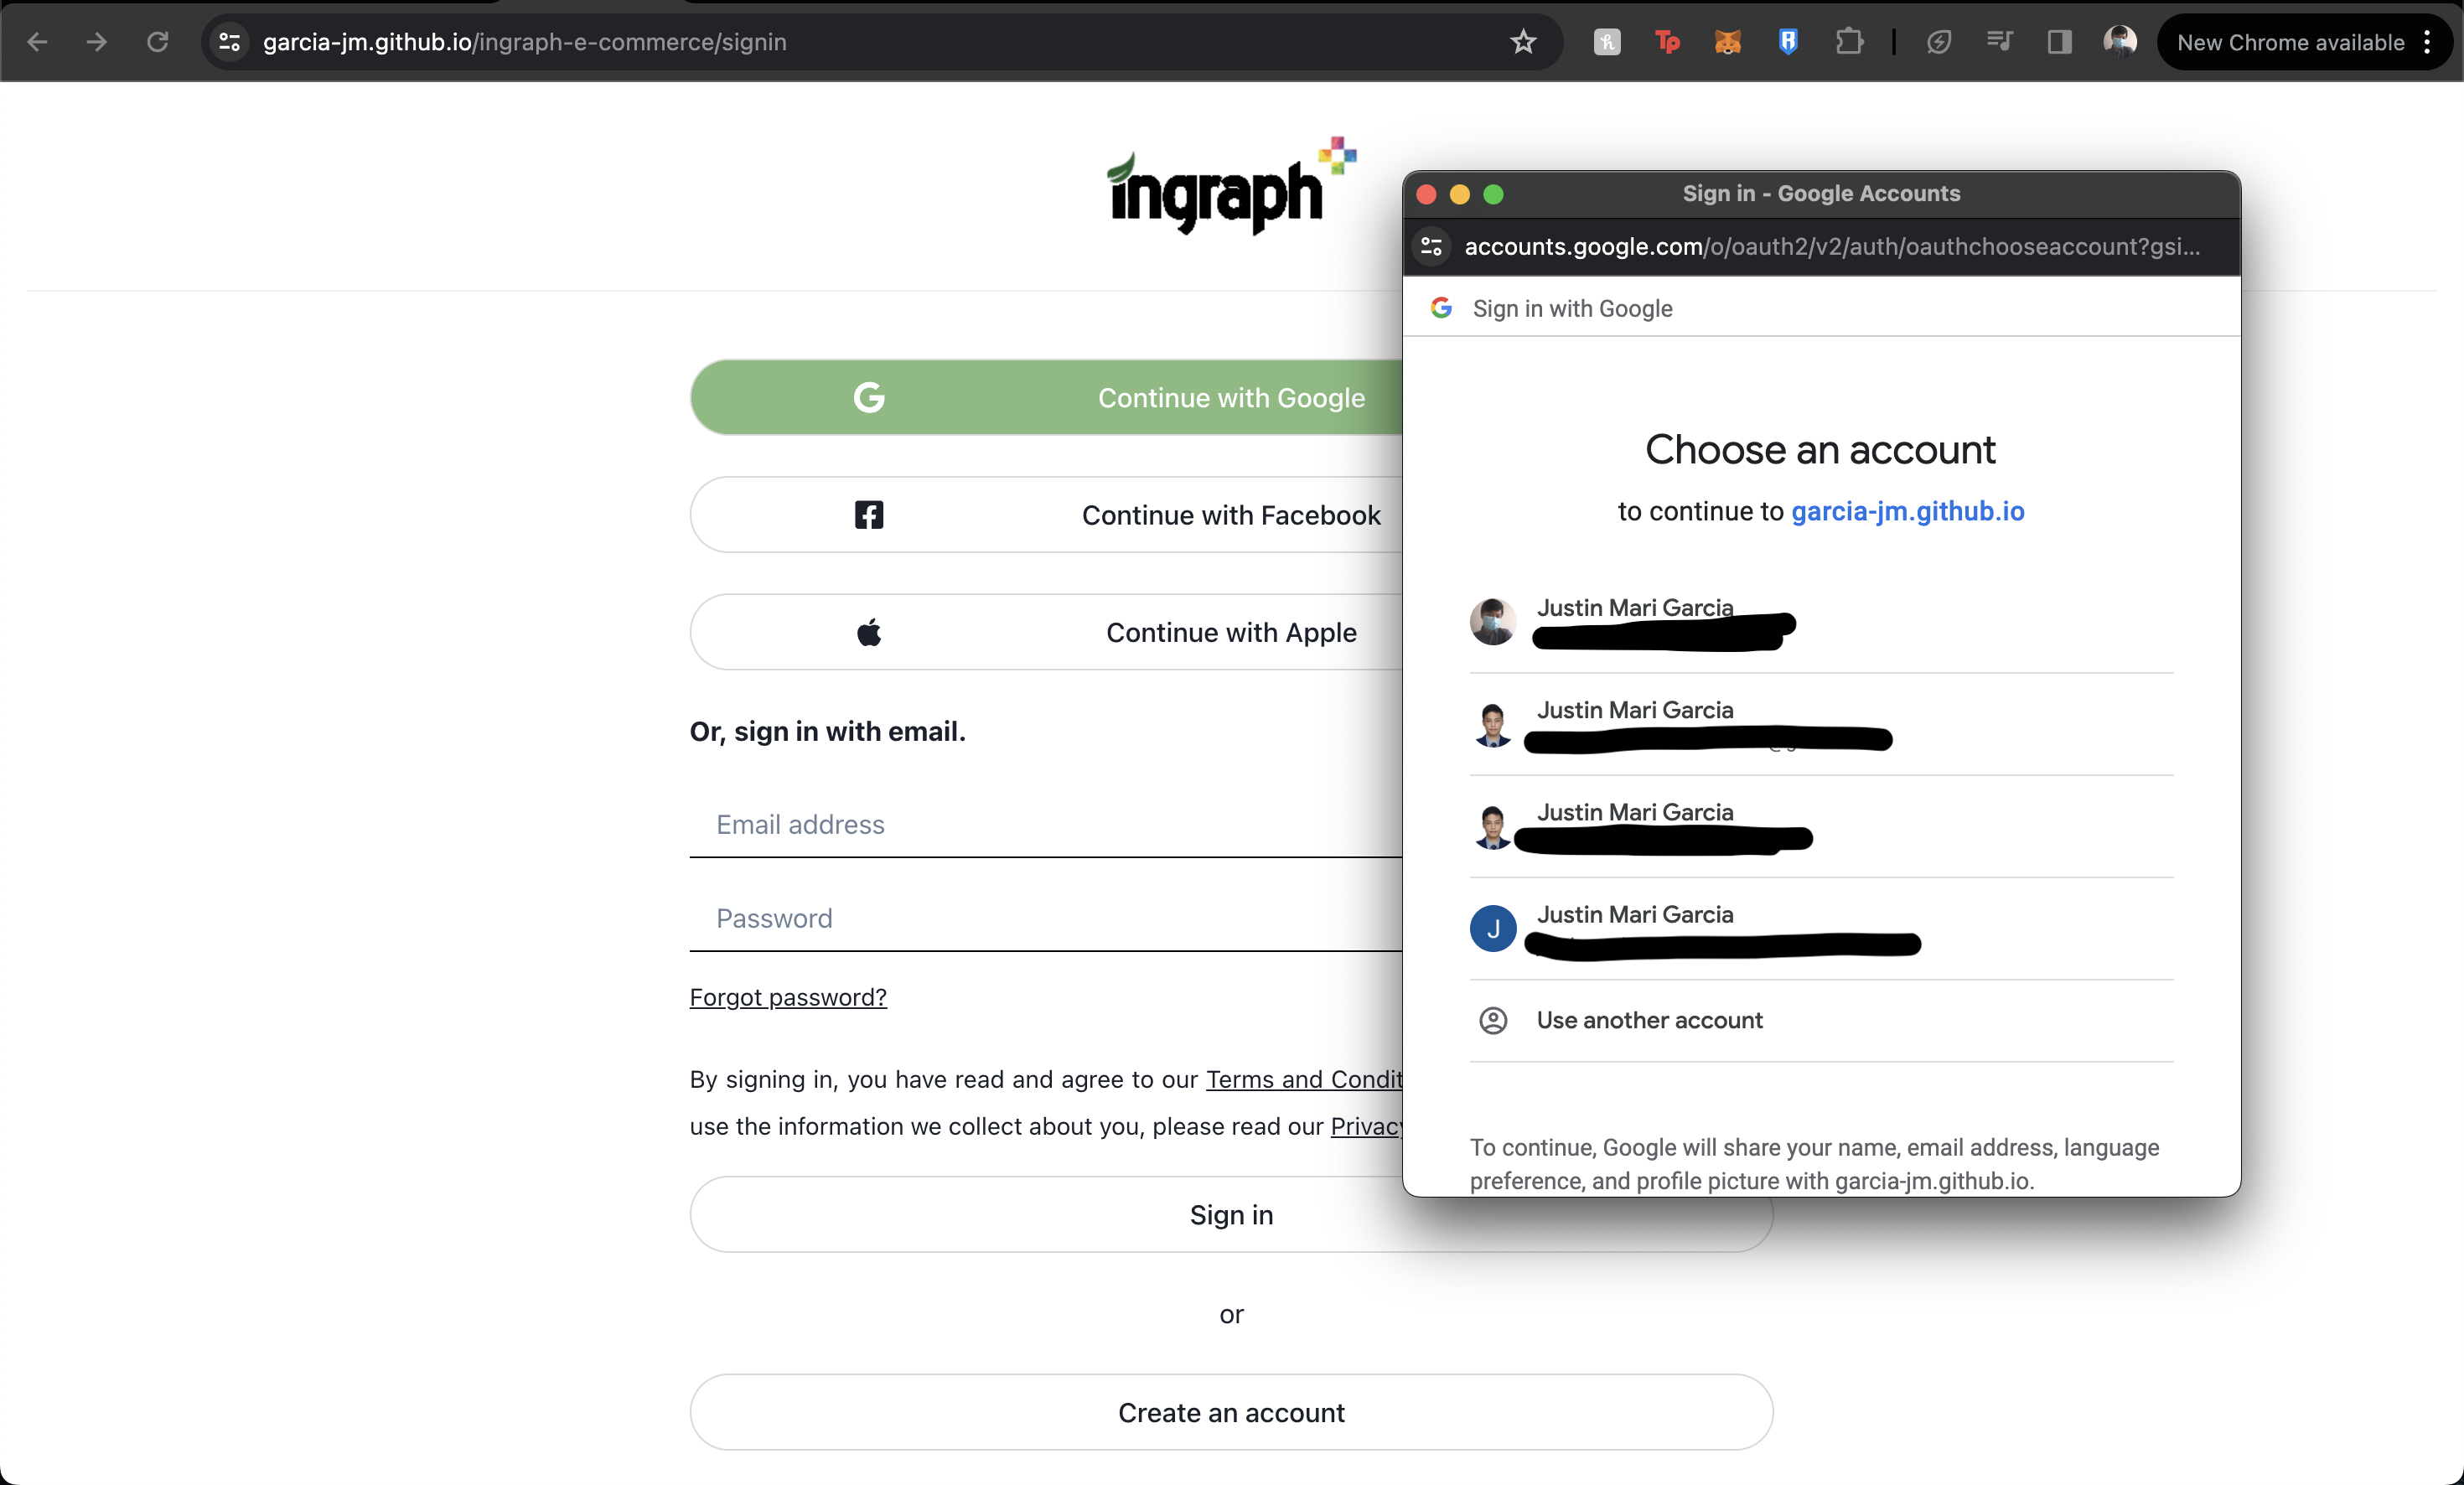 garcia-jm.github.io/ingraph-e-commerce/signin
Tp
New Chrome available
ingraph
Continue with Google
Continue with Facebook
Continue with Apple
Or, sign in with email.
Email address
Password
Forgot password?
By signing in, you have read and agree to our Terms and Condit
use the information we collect about you, please read our Privacy
Sign in
or
Create an account
Sign in - Google Accounts
accounts.google.com/o/oauth2/v2/auth/oauthchooseaccount?gsi...
Sign in with Google
Choose an account
to continue to garcia-jm.github.io
Justin Mari Garcia
Justin Mari Garcia
Justin Mari Garcia
J
Justin Mari Garcia
Use another account
To continue, Google will share your name, email address, language
preference, and profile picture with garcia-jm.github.io.